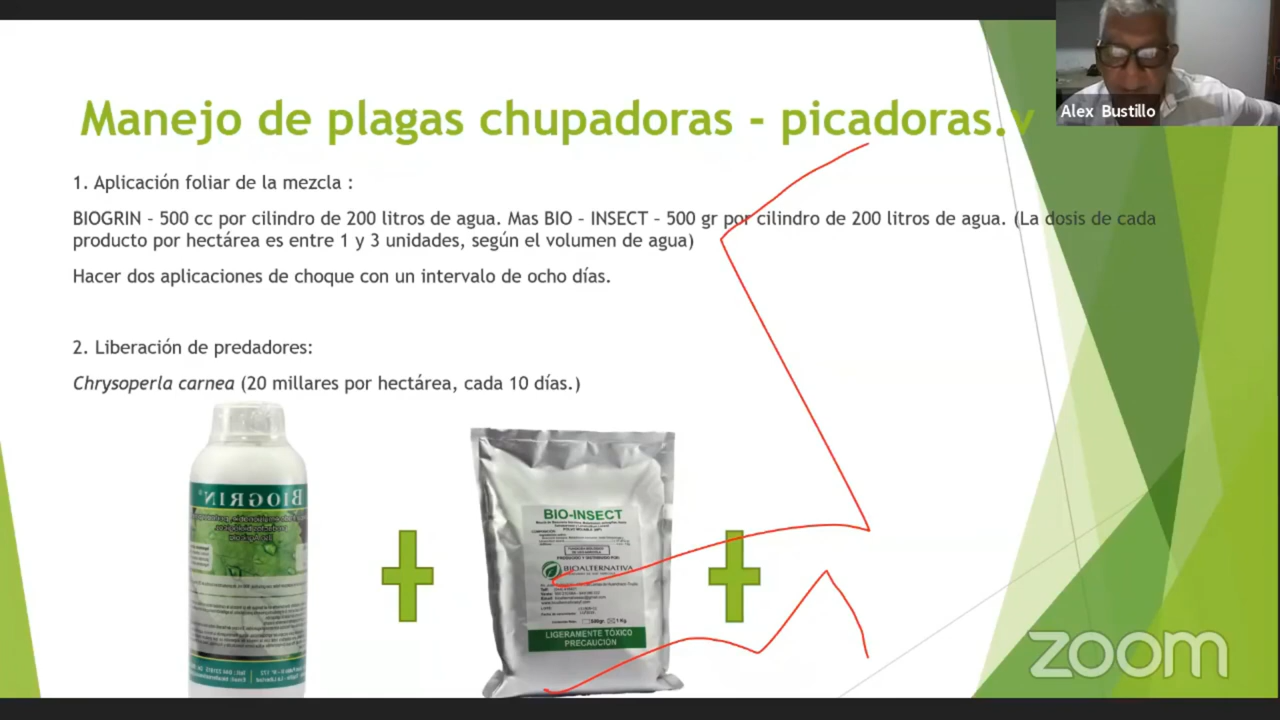 Manejo de plagas chupadoras - picadoras.y
Alex Bustillo
1. Aplicación foliar de la mezcla :
BIOGRIN – 500 cc por cilindro de 200 litros de agua. Mas BIO – INSECT – 500 gr por cilindro de 200 litros de agua. (La dosis de cada
producto por hectárea es entre 1 y 3 unidades, según el volumen de agua)
Hacer dos aplicaciones de choque con un intervalo de ocho días.
2. Liberación de predadores:
Chrysoperla carnea (20 millares por hectárea, cada 10 días.)
BIOGRIN
BIO-INSECT
BIOALTERNATIVA
LIGERAMENTE TÓXICO
PRECAUCIÓN
zoom